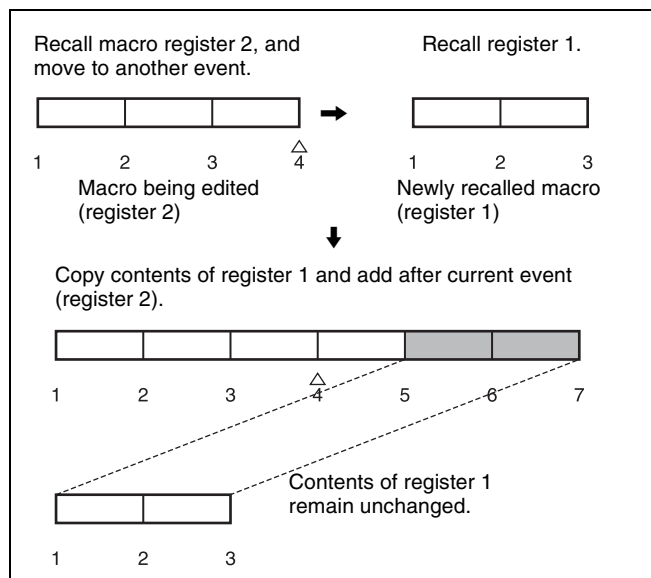 Recall macro register 2, and
move to another event.
Recall register 1.
1 2 3 4
1 2 3
Macro being edited
(register 2)
Newly recalled macro
(register 1)
Copy contents of register 1 and add after current event
(register 2).
1 2 3 4 5 6 7
Contents of register 1
remain unchanged.
1 2 3